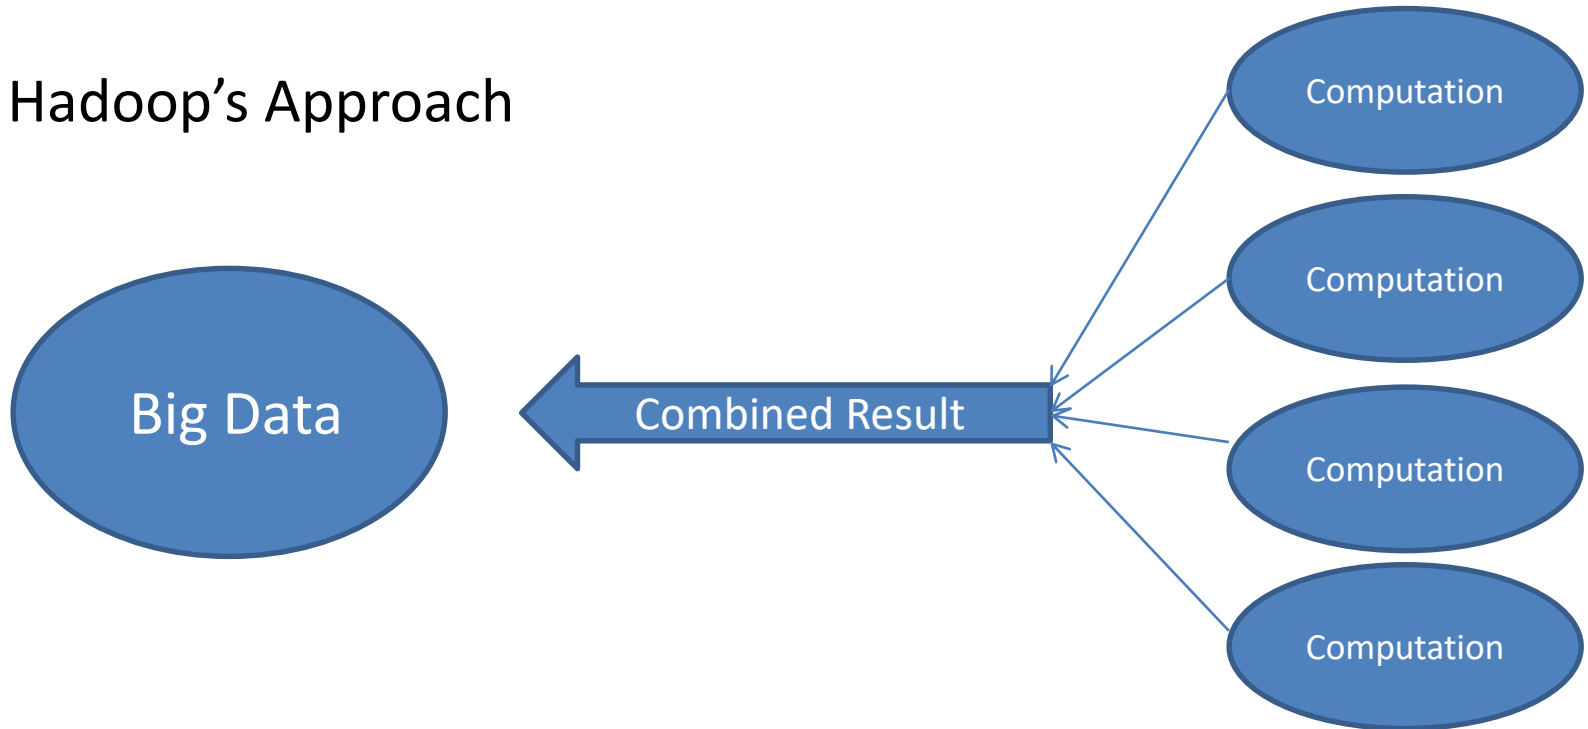 Hadoop’s Approach
Big Data
Combined Result
Computation
Computation
Computation
Computation